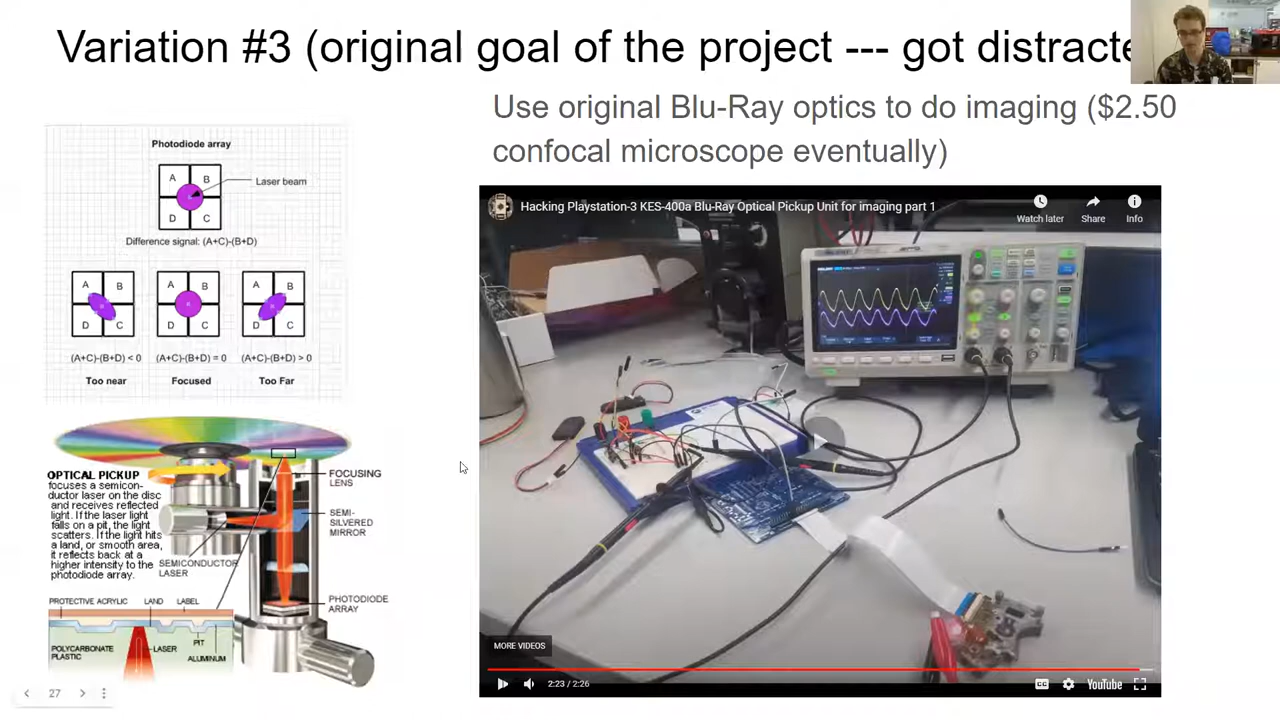 Variation #3 (original goal of the project --- got distracte
Use original Blu-Ray optics to do imaging ($2.50
confocal microscope eventually)
Photodiode array
A
B
D
C
Laser beam
Difference signal: (A+C)-(B+D)
A
B
D
C
A
B
D
C
A
B
D
C
(A+C)-(B+D) < 0
(A+C)-(B+D) = 0
(A+C)-(B+D) > 0
Too near
Focused
Too Far
OPTICAL PICKUP
focuses a semicon-
ductor laser on the disc
and receives reflected
light. If the laser light
falls on a pit, the light
scatters. If the light hits
a land, or smooth area,
it reflects back at a
higher intensity to the
photodiode array.
FOCUSING
LENS
SEMI-
SILVERED
MIRROR
SEMICONDUCTOR
LASER
PHOTODIODE
ARRAY
PROTECTIVE ACRYLIC
LAND
LABEL
POLYCARBONATE
PLASTIC
LASER
PIT
ALUMINUM
27
Hacking Playstation-3 KES-400a Blu-Ray Optical Pickup Unit for imaging part 1
Watch later
Share
Info
MORE VIDEOS
2:23 / 2:26
CC
YouTube